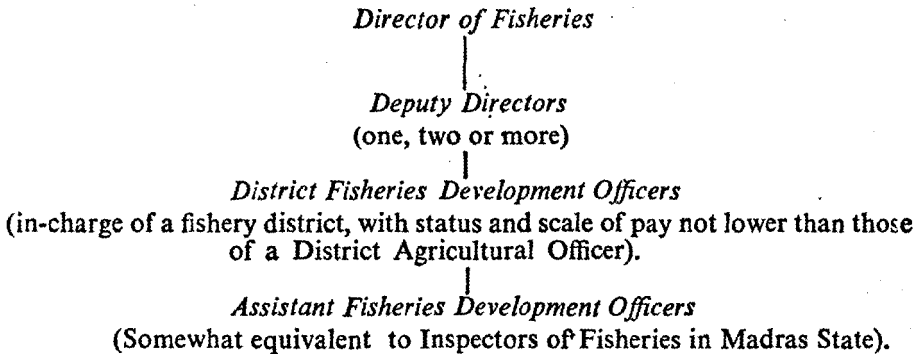 Director of Fisheries
Deputy Directors
(one, two or more)
District Fisheries Development Officers
(in-charge of a fishery district, with status and scale of pay not lower than those
of a District Agricultural Officer).
Assistant Fisheries Development Officers
(Somewhat equivalent to Inspectors of Fisheries in Madras State).